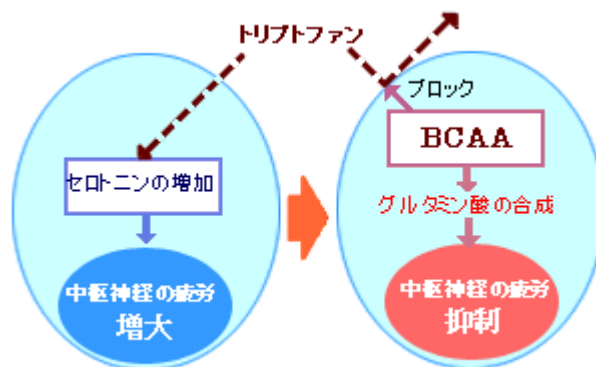 トリプトファン
セロトニンの増加
中枢神経の疲労
増大
ブロック
BCAA
グルタミン酸の合成
中枢神経の疲労
抑制